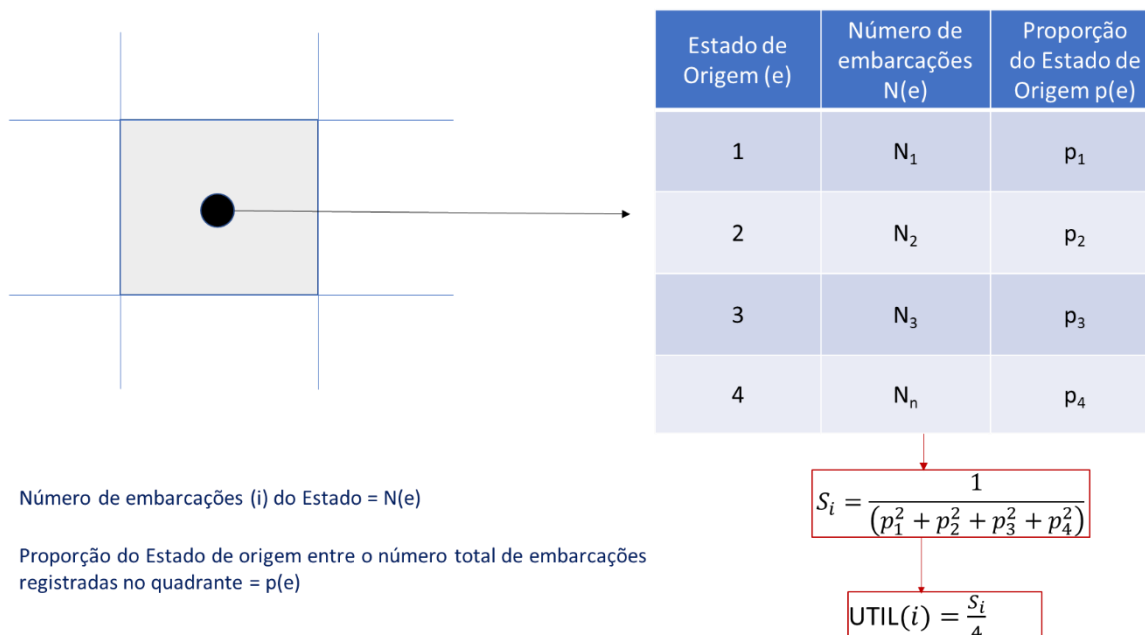 Estado de Origem (e) Número de embarcações N(e) Proporção do Estado de Origem p(e)
1 N₁ p₁
2 N₂ p₂
3 N₃ p₃
4 Nₙ p₄
Número de embarcações (i) do Estado = N(e)
Proporção do Estado de origem entre o número total de embarcações
registradas no quadrante = p(e)
S_i = 1 / (p₁² + p₂² + p₃² + p₄²)
UTIL(i) = S_i / 4